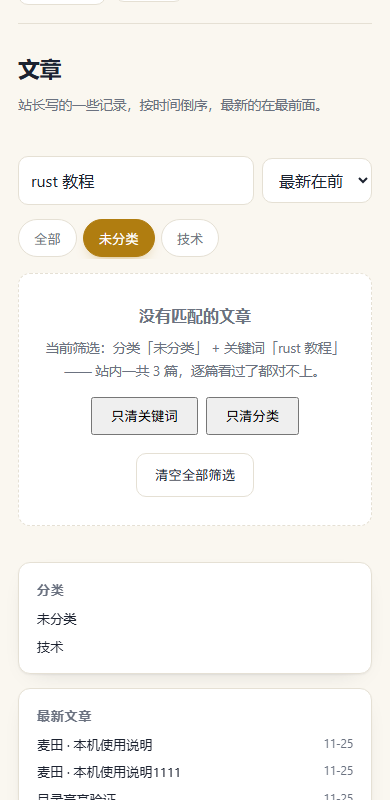 文章
站长写的一些记录，按时间倒序，最新的在最前面。
rust 教程
最新在前
全部
未分类
技术
没有匹配的文章
当前筛选：分类「未分类」 + 关键词「rust 教程」
—— 站内一共 3 篇，逐篇看过了都对不上。
只清关键词
只清分类
清空全部筛选
分类
未分类
技术
最新文章
麦田 · 本机使用说明 11-25
麦田 · 本机使用说明1111 11-25
目录高亮验证 11-25